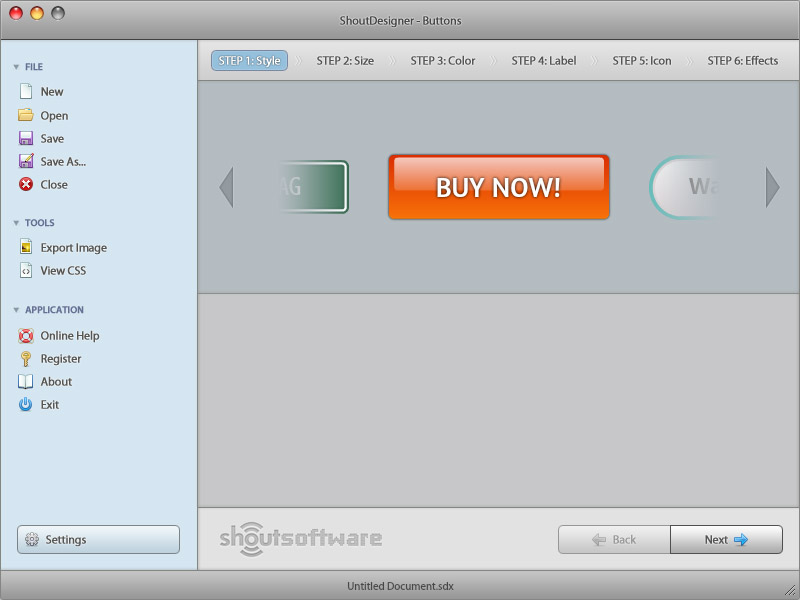 ShoutDesigner - Buttons
FILE
New
Open
Save
Save As...
Close
TOOLS
Export Image
View CSS
APPLICATION
Online Help
Register
About
Exit
Settings
STEP 1: Style
STEP 2: Size
STEP 3: Color
STEP 4: Label
STEP 5: Icon
STEP 6: Effects
AG
BUY NOW!
Wa
shoutsoftware
Back
Next
Untitled Document.sdx